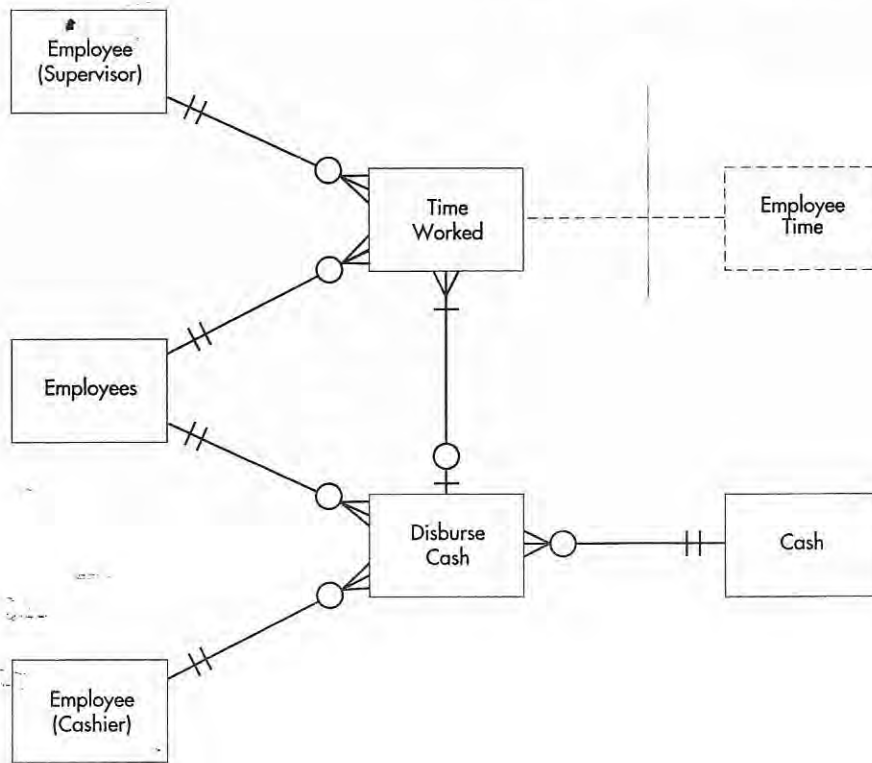 Employee
(Supervisor)
Time
Worked
Employee
Time
Employees
Disburse
Cash
Cash
Employee
(Cashier)